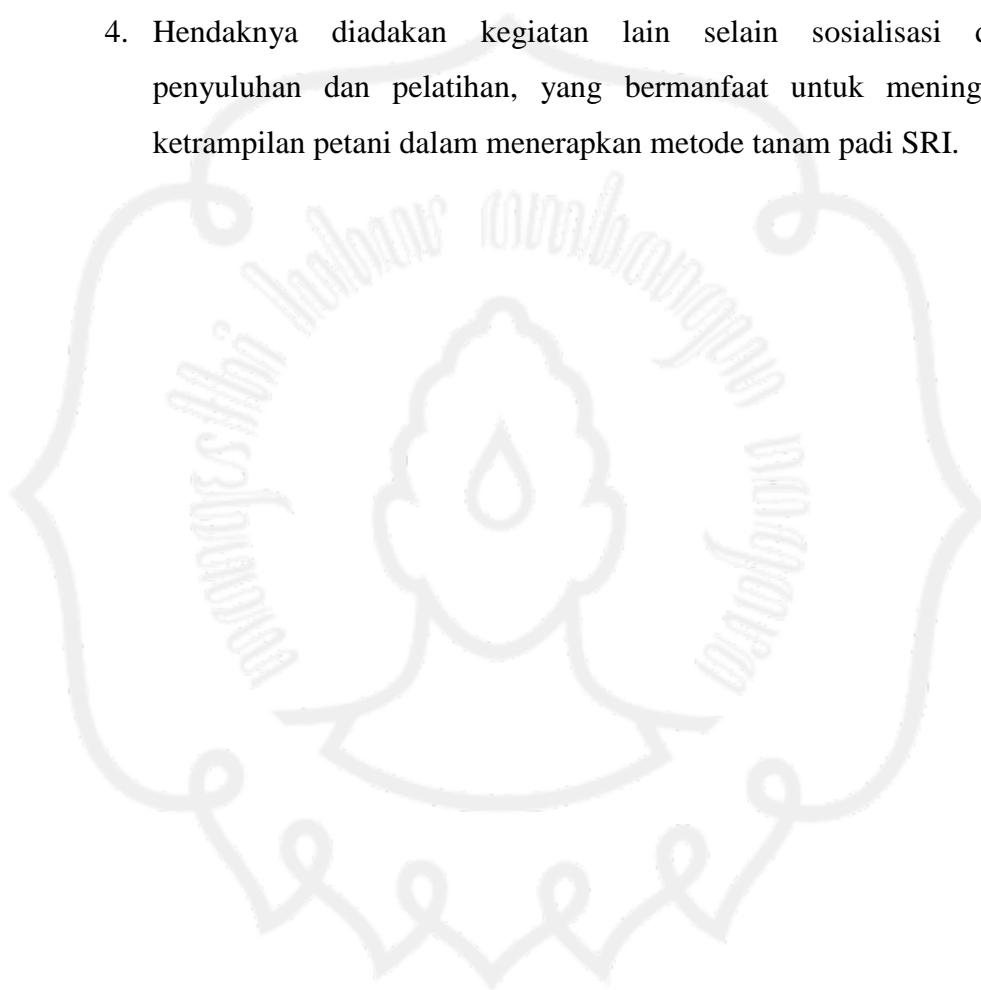 4. Hendaknya diadakan kegiatan lain selain sosialisasi
penyuluhan dan pelatihan, yang bermanfaat untuk
ketrampilan petani dalam menerapkan metode tanam padi SRI.